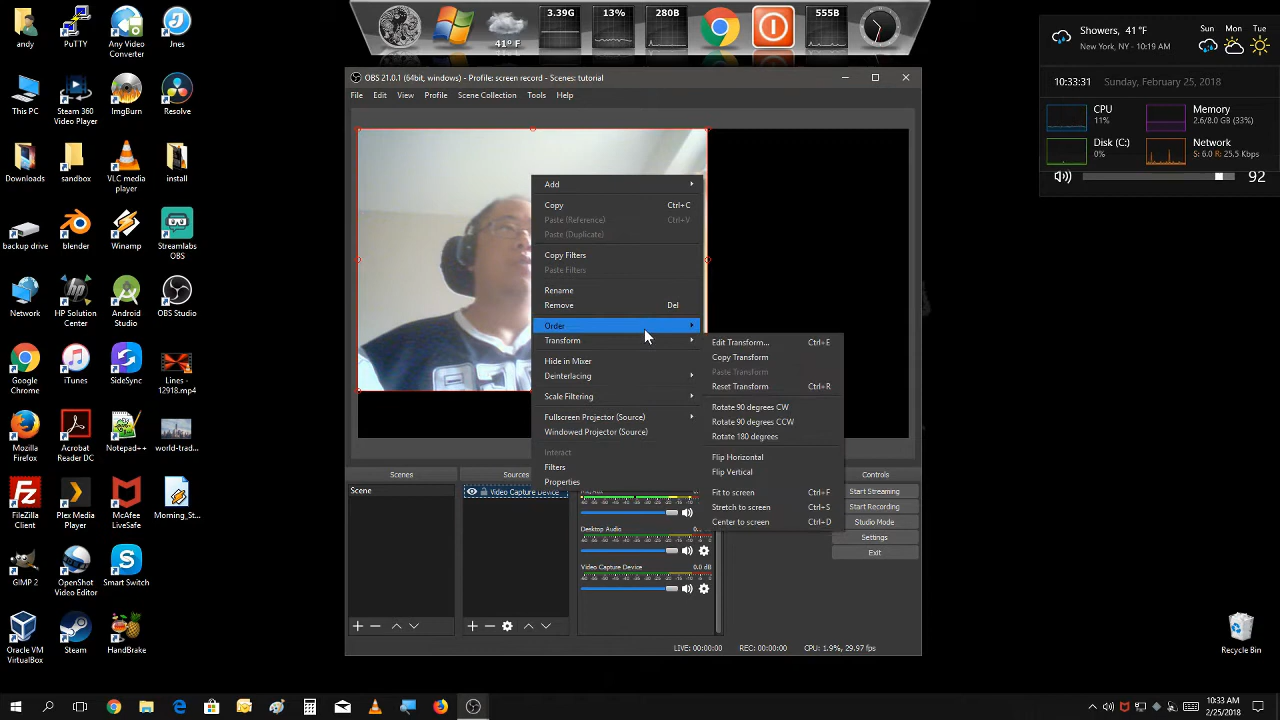 andy
PuTTY
Any Video Converter
Jnes
This PC
Steam 360 Video Player
ImgBurn
Resolve
Downloads
sandbox
VLC media player
install
backup drive
blender
Winamp
Streamlabs OBS
Network
HP Solution Center
Android Studio
OBS Studio
Google Chrome
iTunes
SideSync
Lines - 12918.mp4
Mozilla Firefox
Acrobat Reader DC
Notepad++
world-trad...
FileZilla Client
Plex Media Player
McAfee LiveSafe
Morning_St...
GIMP 2
OpenShot Video Editor
Smart Switch
Oracle VM VirtualBox
Steam
HandBrake
41° F
3.39G
13%
280B
555B
Showers, 41°F
New York, NY - 10:19 AM
Sun
Mon
Tue
10:33:31
Sunday, February 25, 2018
CPU
11%
Memory
2.6/8.0 GB (33%)
Disk (C:)
0%
Network
S: 6.0 R: 25.5 Kbps
92
OBS 21.0.1 (64bit, windows) - Profile: screen record - Scenes: tutorial
File
Edit
View
Profile
Scene Collection
Tools
Help
Add
Copy Ctrl+C
Paste (Reference) Ctrl+V
Paste (Duplicate)
Copy Filters
Paste Filters
Rename
Remove Del
Order
Transform
Hide in Mixer
Deinterlacing
Scale Filtering
Fullscreen Projector (Source)
Windowed Projector (Source)
Interact
Filters
Properties
Edit Transform... Ctrl+E
Copy Transform
Paste Transform
Reset Transform Ctrl+R
Rotate 90 degrees CW
Rotate 90 degrees CCW
Rotate 180 degrees
Flip Horizontal
Flip Vertical
Fit to screen Ctrl+F
Stretch to screen Ctrl+S
Center to screen Ctrl+D
Scenes
Scene
Sources
Video Capture Device
Desktop Audio
Video Capture Device 0.0 dB
Controls
Start Streaming
Start Recording
Studio Mode
Settings
Exit
LIVE: 00:00:00
REC: 00:00:00
CPU: 1.9%, 29.97 fps
Recycle Bin
10:33 AM
2/25/2018